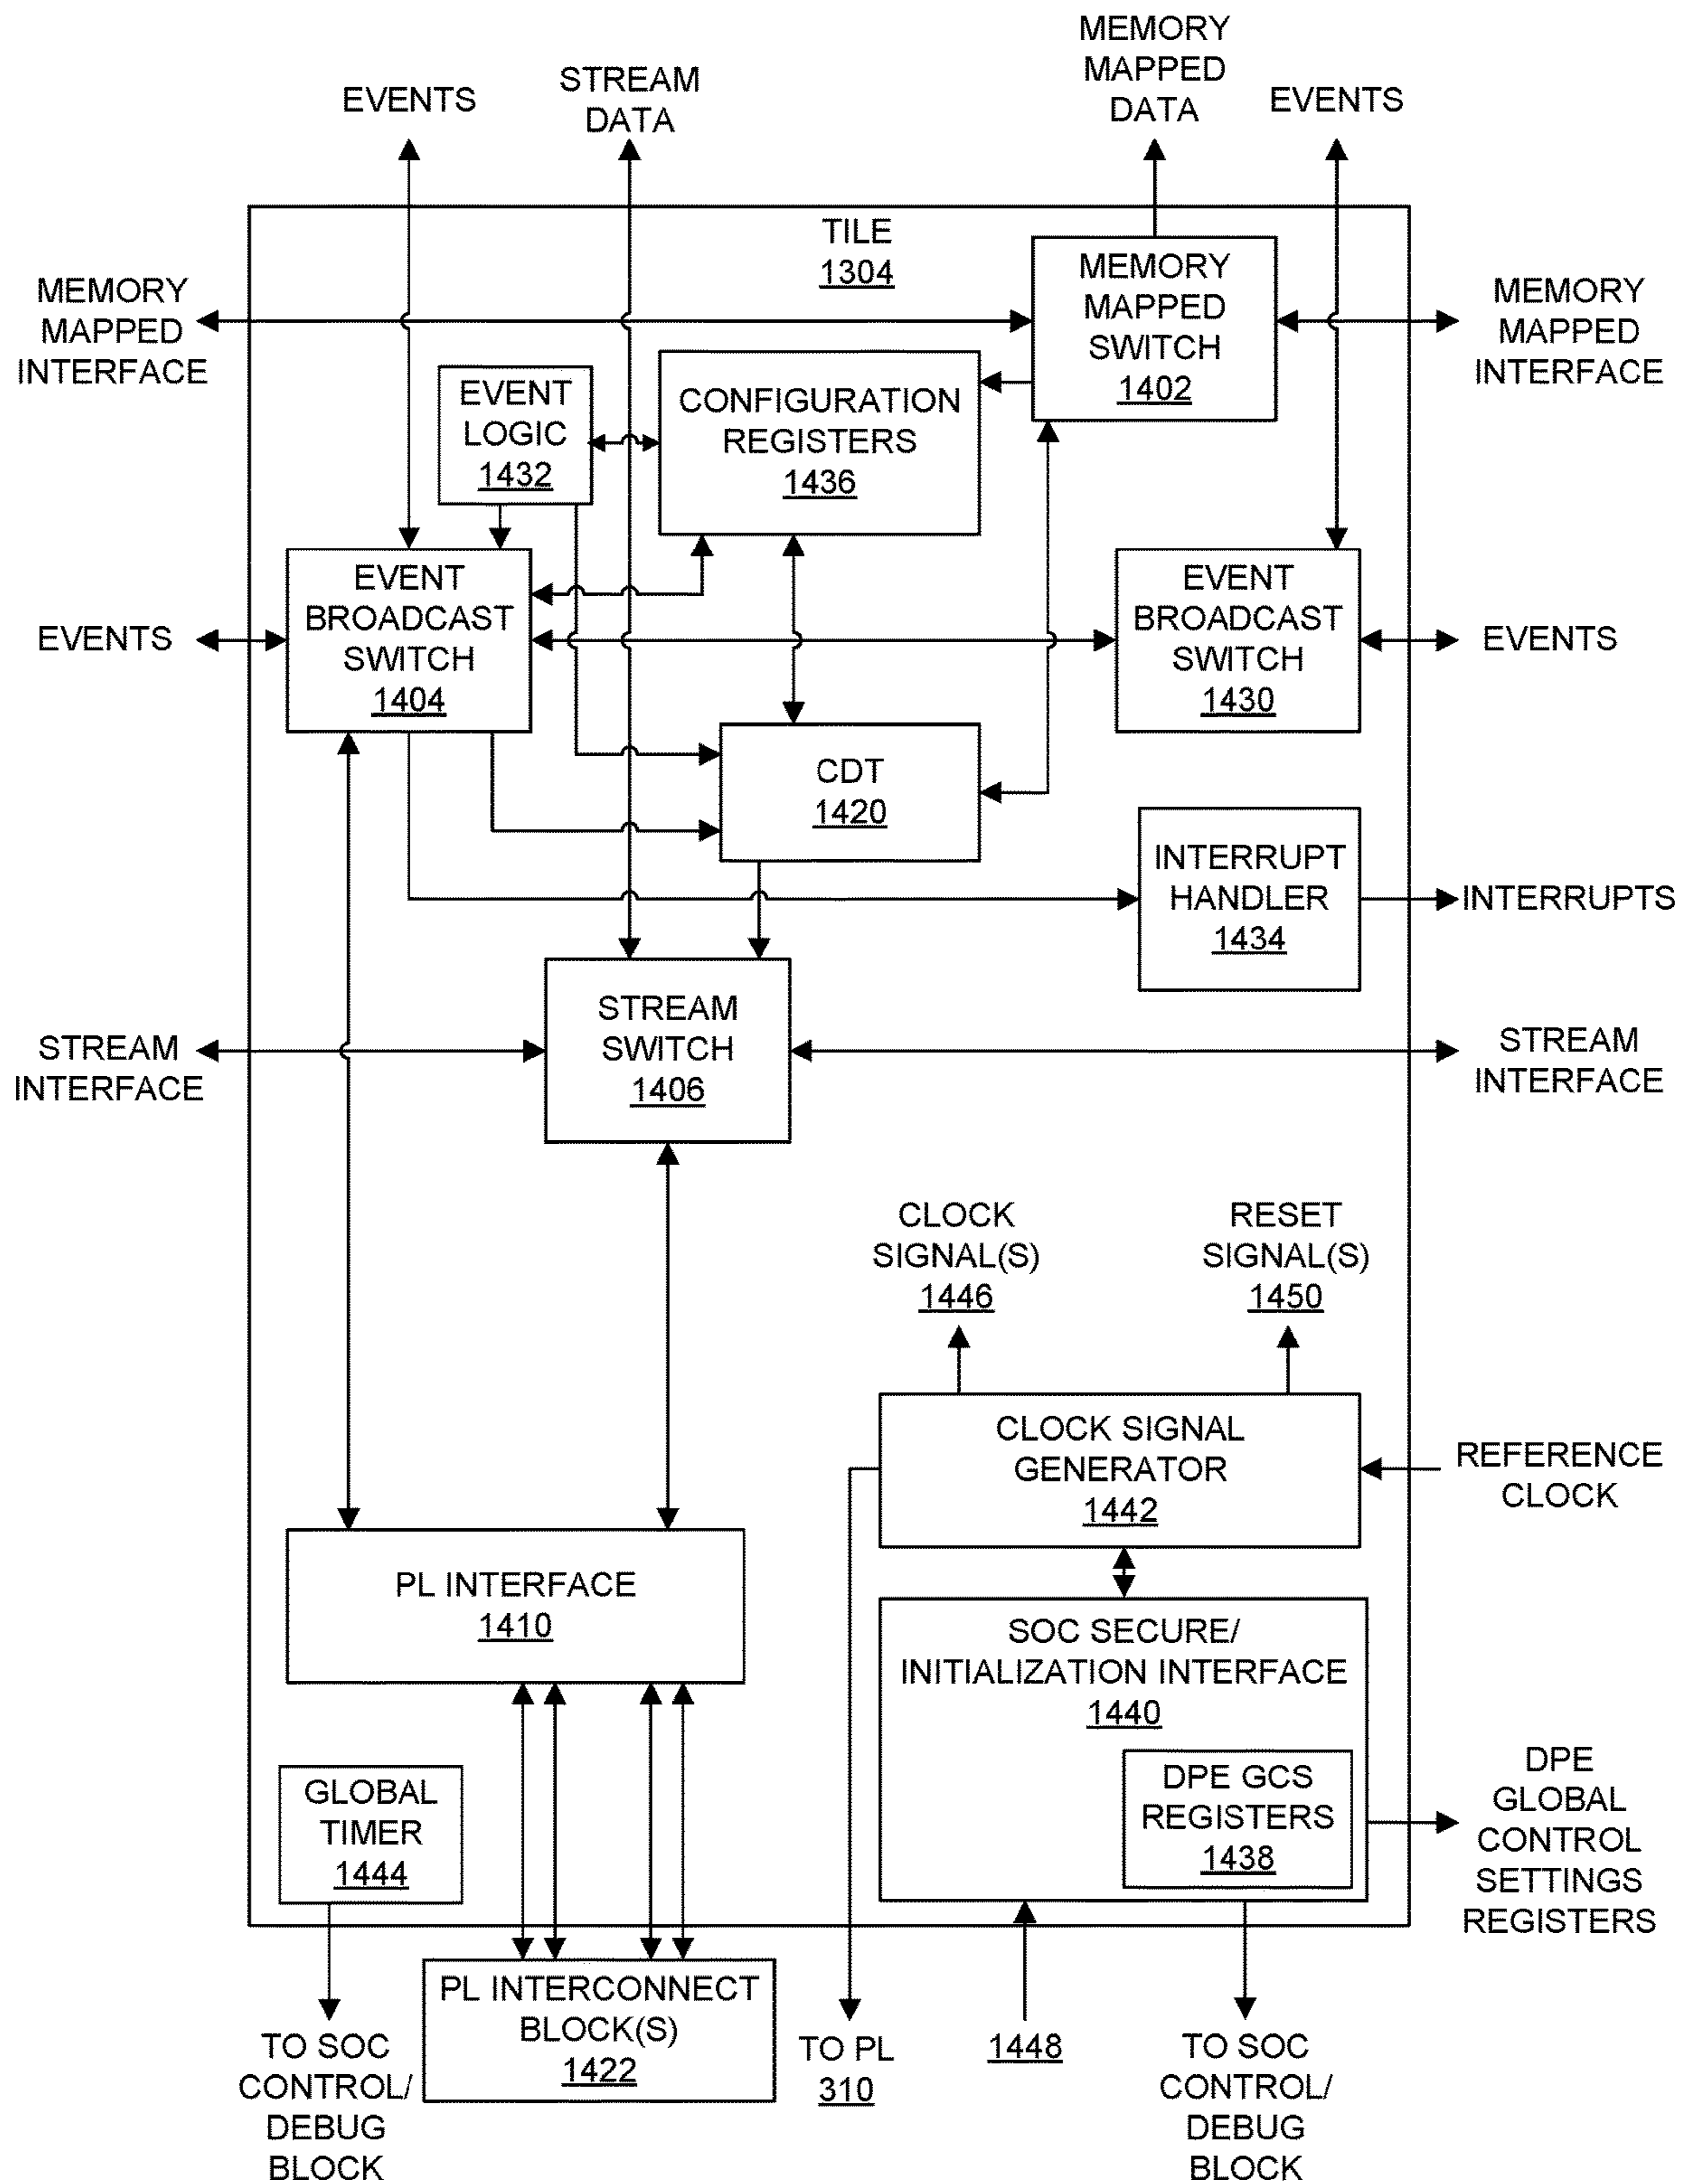 MEMORY
MAPPED
DATA
STREAM
DATA
EVENTS
EVENTS
TILE
1304
MEMORY
MAPPED
SWITCH
1402
MEMORY
MAPPED
INTERFACE
MEMORY
MAPPED
INTERFACE
EVENT
LOGIC
1432
CONFIGURATION
REGISTERS
1436
EVENT
BROADCAST
SWITCH
1404
EVENT
BROADCAST
SWITCH
1430
EVENTS
EVENTS
CDT
1420
INTERRUPT
HANDLER
1434
INTERRUPTS
STREAM
SWITCH
1406
STREAM
INTERFACE
STREAM
INTERFACE
CLOCK
SIGNAL(S)
1446
RESET
SIGNAL(S)
1450
CLOCK SIGNAL
GENERATOR
1442
REFERENCE
CLOCK
PL INTERFACE
1410
SOC SECURE/
INITIALIZATION INTERFACE
1440
DPE GCS
REGISTERS
1438
DPE
GLOBAL
CONTROL
SETTINGS
REGISTERS
GLOBAL
TIMER
1444
PL INTERCONNECT
BLOCK(S)
1422
TO SOC
CONTROL/
DEBUG
BLOCK
TO PL
310
1448
TO SOC
CONTROL/
DEBUG
BLOCK